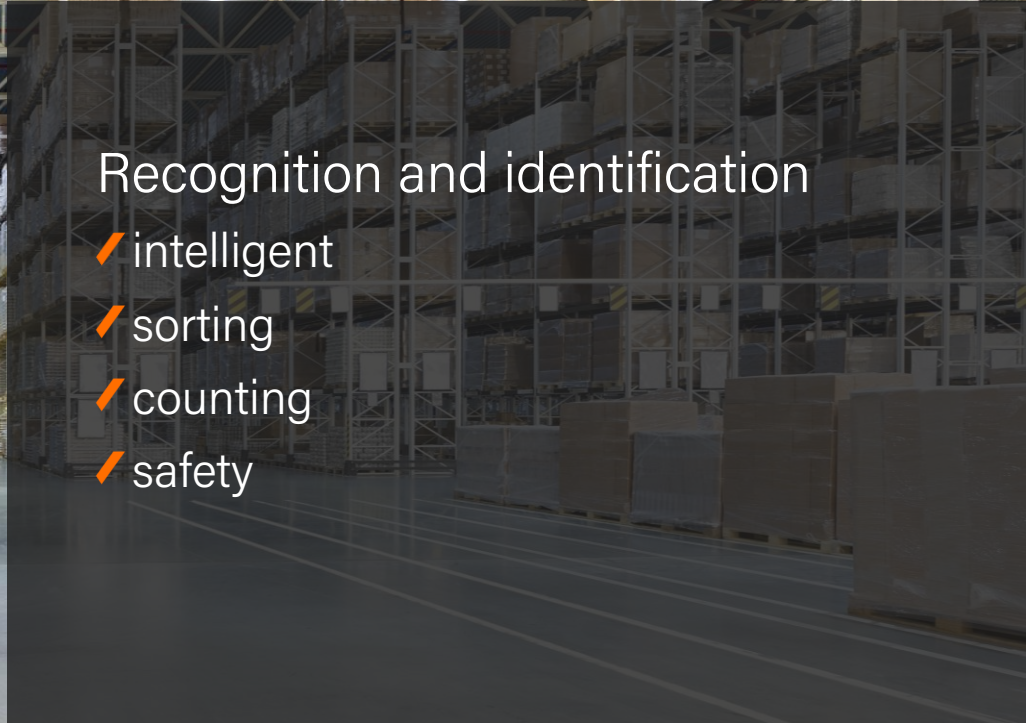 Recognition and identification
intelligent
sorting
counting
safety